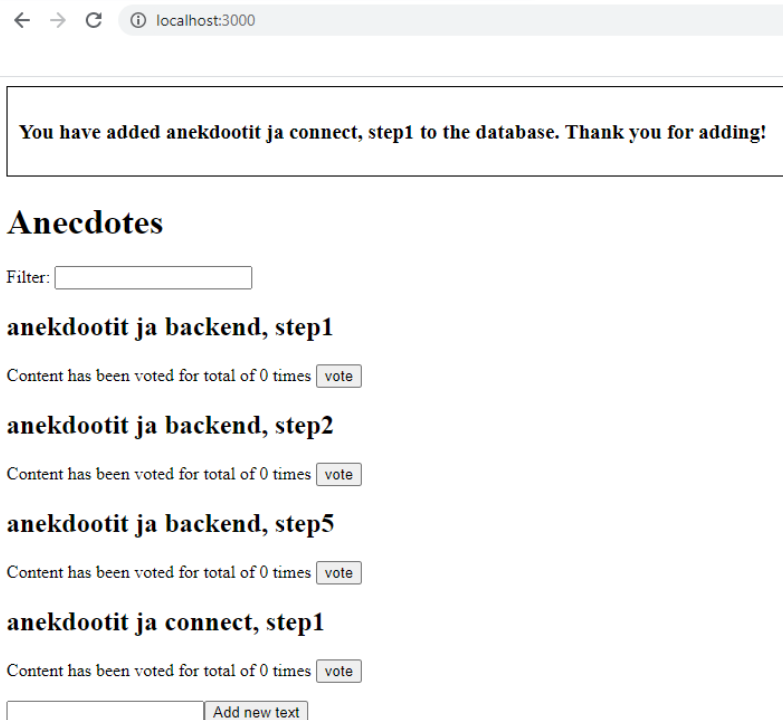 localhost:3000
You have added anekdootit ja connect, step1 to the database. Thank you for adding!
Anecdotes
Filter:
anekdootit ja backend, step1
Content has been voted for total of 0 times vote
anekdootit ja backend, step2
Content has been voted for total of 0 times vote
anekdootit ja backend, step5
Content has been voted for total of 0 times vote
anekdootit ja connect, step1
Content has been voted for total of 0 times vote
Add new text